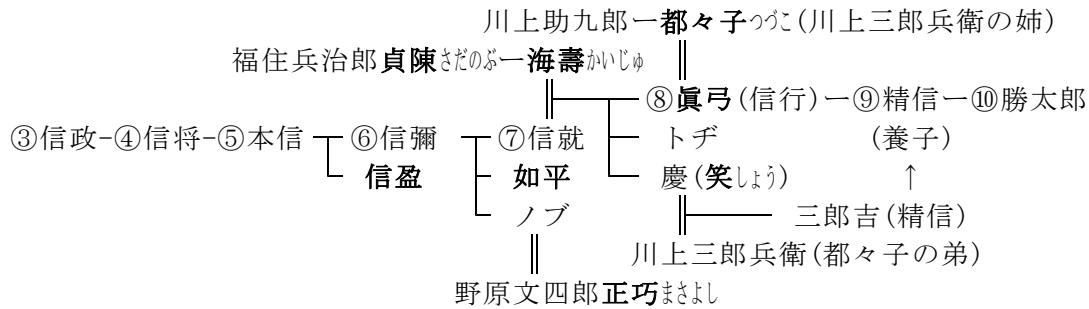 川上助九郎ー都々子つづこ(川上三郎兵衛の姉)
福住兵治郎貞陳さだのぶー海壽かいじゅ
⑧眞弓(信行)ー⑨精信ー⑩勝太郎
③信政-④信将-⑤本信 ⑥信彌 ⑦信就 トヂ (養子)
信盈 如平 慶(笑しょう) ↑
ノブ 三郎吉(精信)
川上三郎兵衛(都々子の弟)
野原文四郎正巧まさよし